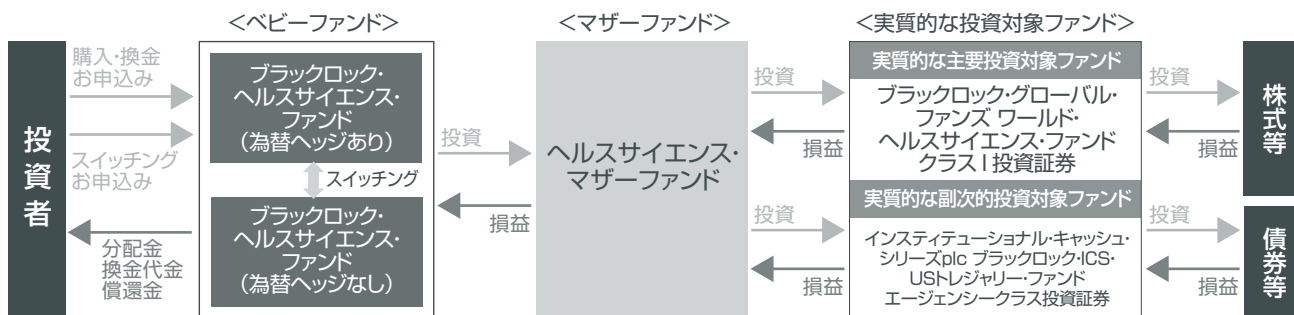 <ベビーファンド>
<マザーファンド>
<実質的な投資対象ファンド>
投資者
購入・換金
お申込み
スイッチング
お申込み
分配金
換金代金
償還金
ブラックロック・
ヘルスサイエンス・
ファンド
(為替ヘッジあり)
スイッチング
ブラックロック・
ヘルスサイエンス・
ファンド
(為替ヘッジなし)
投資
損益
ヘルスサイエンス・
マザーファンド
投資
損益
投資
損益
実質的な主要投資対象ファンド
ブラックロック・グローバル・
ファンズ ワールド・
ヘルスサイエンス・ファンド
クラスI 投資証券
実質的な副次的投資対象ファンド
インスティテューショナル・キャッシュ・
シリーズplc ブラックロック・ICS・
USトレジャリー・ファンド
エージェンシークラス投資証券
投資
損益
投資
損益
株式等
債券等